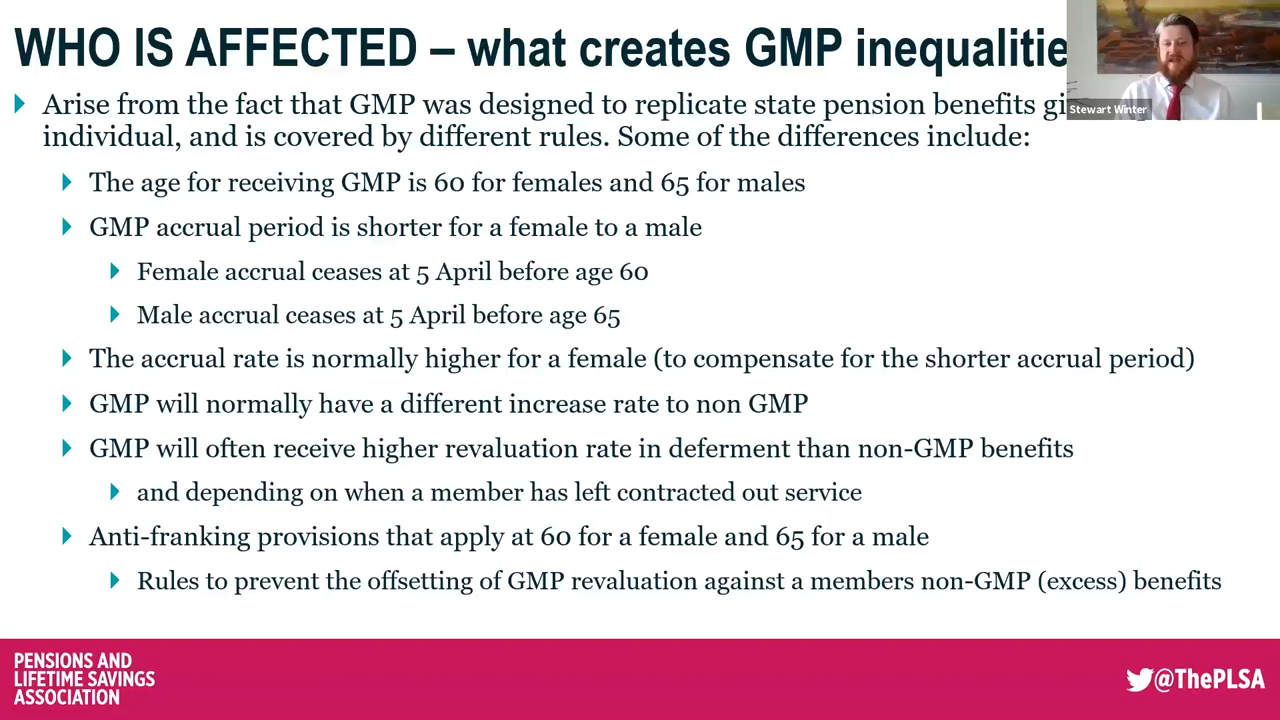 WHO IS AFFECTED – what creates GMP inequalitie
Stewart Winter
Arise from the fact that GMP was designed to replicate state pension benefits
individual, and is covered by different rules. Some of the differences include:
The age for receiving GMP is 60 for females and 65 for males
GMP accrual period is shorter for a female to a male
Female accrual ceases at 5 April before age 60
Male accrual ceases at 5 April before age 65
The accrual rate is normally higher for a female (to compensate for the shorter accrual period)
GMP will normally have a different increase rate to non GMP
GMP will often receive higher revaluation rate in deferment than non-GMP benefits
and depending on when a member has left contracted out service
Anti-franking provisions that apply at 60 for a female and 65 for a male
Rules to prevent the offsetting of GMP revaluation against a members non-GMP (excess) benefits
PENSIONS AND
LIFETIME SAVINGS
ASSOCIATION
@ThePLSA